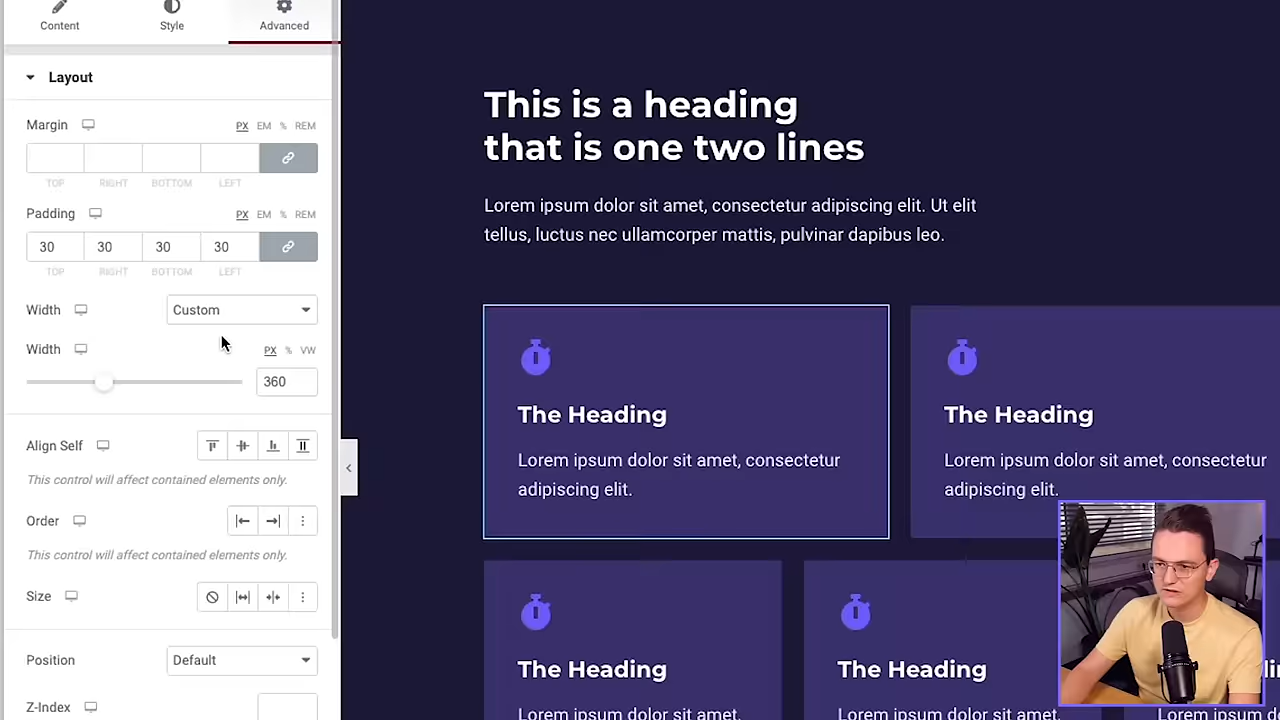 Content
Style
Advanced
Layout
Margin
PX EM % REM
TOP RIGHT BOTTOM LEFT
Padding
PX EM % REM
30 30 30 30
TOP RIGHT BOTTOM LEFT
Width
Custom
Width
PX % VW
360
Align Self
This control will affect contained elements only.
Order
This control will affect contained elements only.
Size
Position
Default
Z-Index
This is a heading
that is one two lines
Lorem ipsum dolor sit amet, consectetur adipiscing elit. Ut elit
tellus, luctus nec ullamcorper mattis, pulvinar dapibus leo.
The Heading
Lorem ipsum dolor sit amet, consectetur
adipiscing elit.
The Heading
Lorem ipsum dolor sit amet, consectetur
adipiscing elit.
The Heading
Lorem ipsum dolor sit amet,
The Heading
Lorem ipsum dolor sit amet,